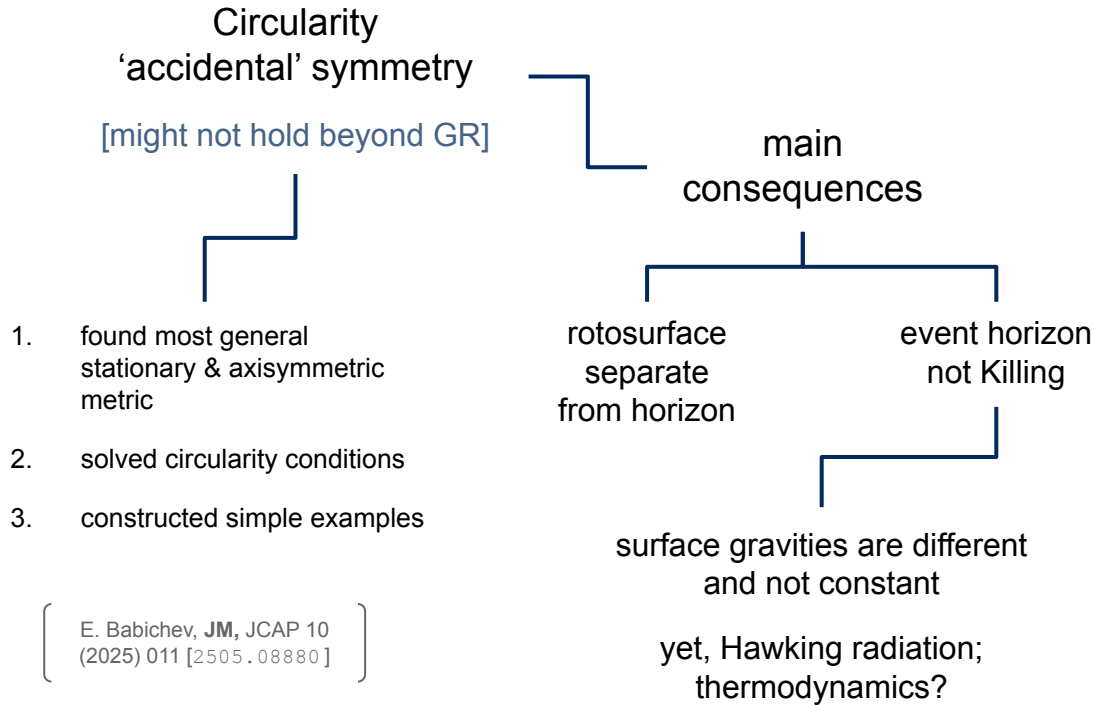 Circularity
‘accidental’ symmetry
[might not hold beyond GR]
main
consequences
1. found most general
stationary & axisymmetric
metric
2. solved circularity conditions
3. constructed simple examples
E. Babichev, JM, JCAP 10
(2025) 011 [2505.08880]
rotosurface
separate
from horizon
event horizon
not Killing
surface gravities are different
and not constant
yet, Hawking radiation;
thermodynamics?